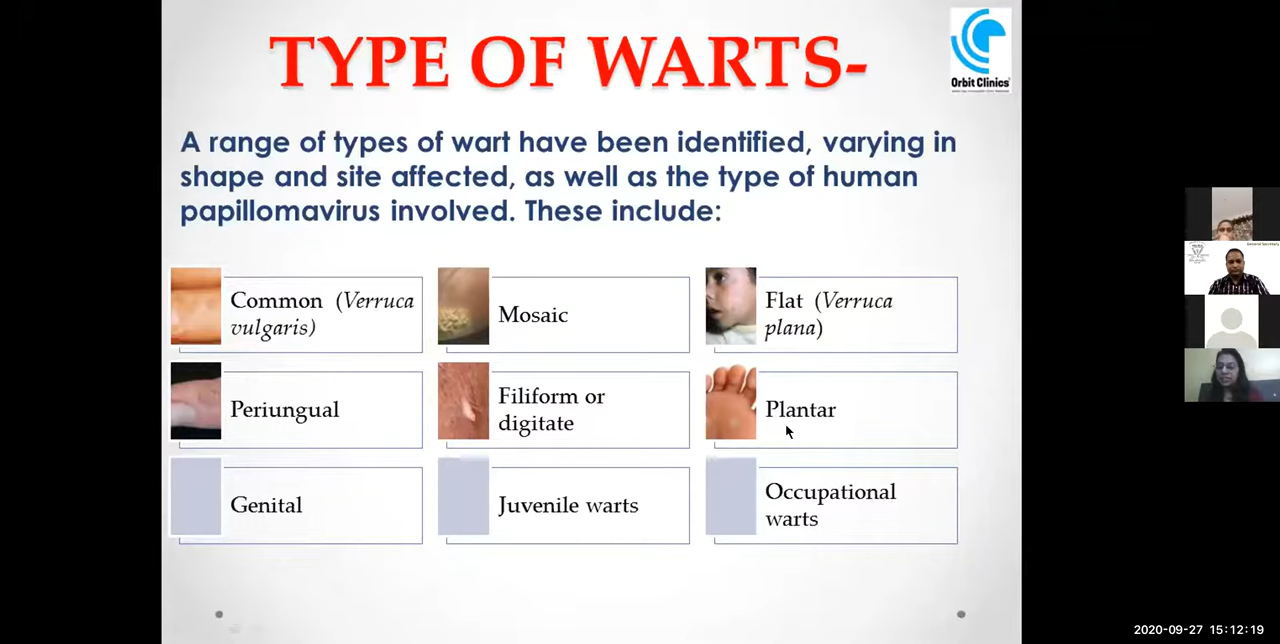 TYPE OF WARTS-
Orbit Clinics
A range of types of wart have been identified, varying in
shape and site affected, as well as the type of human
papillomavirus involved. These include:
Common (Verruca
vulgaris)
Mosaic
Flat (Verruca
plana)
Periungual
Filiform or
digitate
Plantar
Genital
Juvenile warts
Occupational
warts
General Secretary
2020-09-27 15:12:19